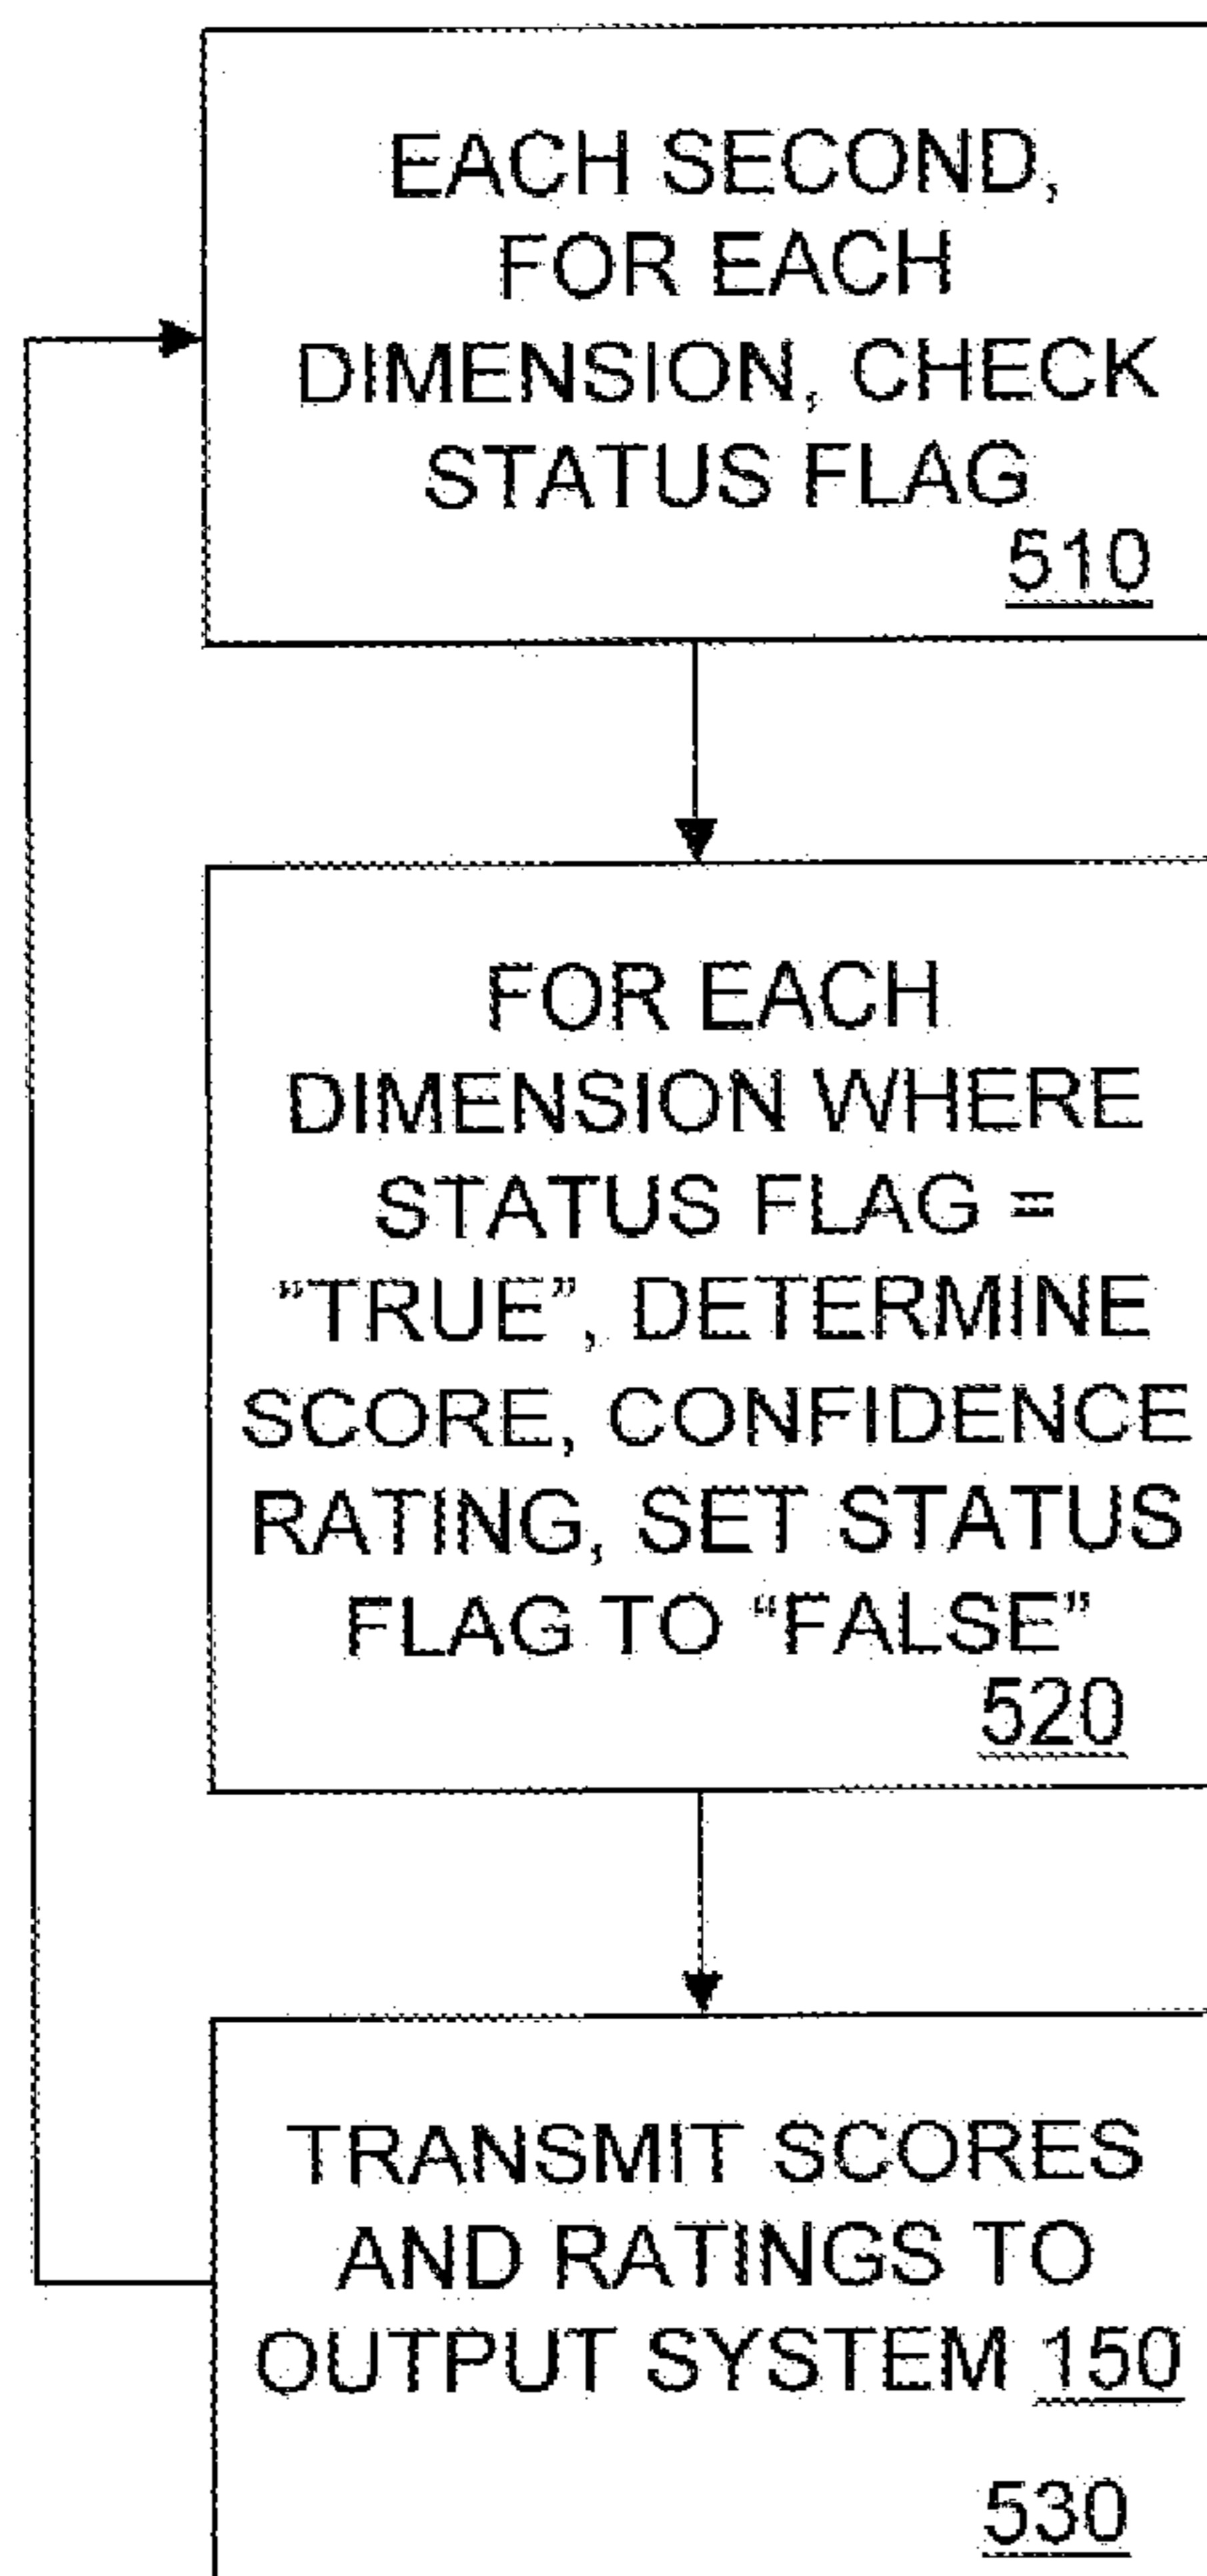 EACH SECOND,
FOR EACH
DIMENSION, CHECK
STATUS FLAG
510
FOR EACH
DIMENSION WHERE
STATUS FLAG =
“TRUE”, DETERMINE
SCORE, CONFIDENCE
RATING, SET STATUS
FLAG TO “FALSE”
520
TRANSMIT SCORES
AND RATINGS TO
OUTPUT SYSTEM 150
530